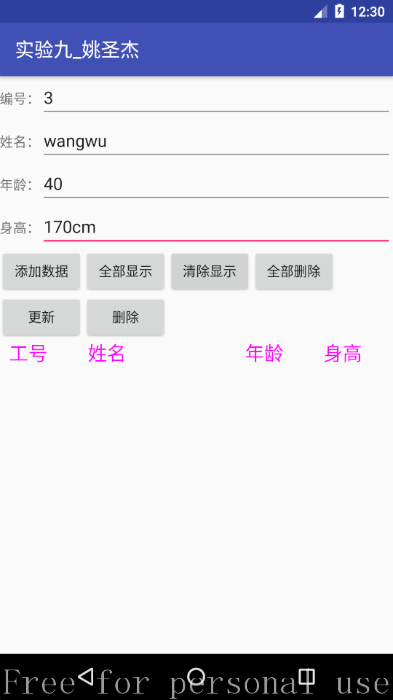 12:30
实验九_姚圣杰
编号： 3
姓名： wangwu
年龄： 40
身高： 170cm
添加数据 全部显示 清除显示 全部删除
更新 删除
工号 姓名 年龄 身高
Free for personal use